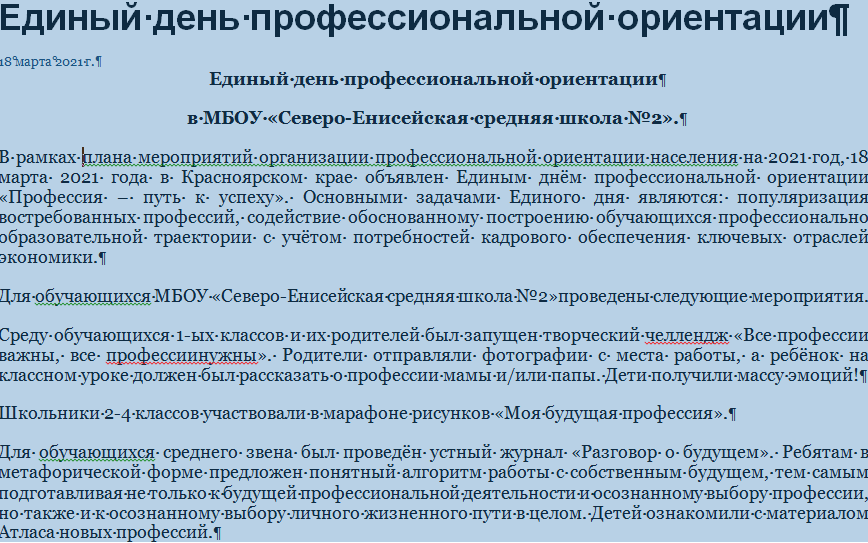 Единый день профессиональной ориентации
18 марта 2021 г.
Единый день профессиональной ориентации
в МБОУ «Северо-Енисейская средняя школа №2».
В рамках плана мероприятий организации профессиональной ориентации населения на 2021 год, 18
марта 2021 года в Красноярском крае объявлен Единым днём профессиональной ориентации
«Профессия – путь к успеху». Основными задачами Единого дня являются: популяризация
востребованных профессий, содействие обоснованному построению обучающихся профессионально
образовательной траектории с учётом потребностей кадрового обеспечения ключевых отраслей
экономики.
Для обучающихся МБОУ «Северо-Енисейская средняя школа №2»проведены следующие мероприятия.
Среду обучающихся 1-ых классов и их родителей был запущен творческий челлендж «Все профессии
важны, все профессиинужны». Родители отправляли фотографии с места работы, а ребёнок на
классном уроке должен был рассказать о профессии мамы и/или папы. Дети получили массу эмоций!
Школьники 2-4 классов участвовали в марафоне рисунков «Моя будущая профессия».
Для обучающихся среднего звена был проведён устный журнал «Разговор о будущем». Ребятам в
метафорической форме предложен понятный алгоритм работы с собственным будущем, тем самым
подготавливая не только к будущей профессиональной деятельности и осознанному выбору профессии,
но также и к осознанному выбору личного жизненного пути в целом. Детей ознакомили с материалом
Атласа новых профессий.